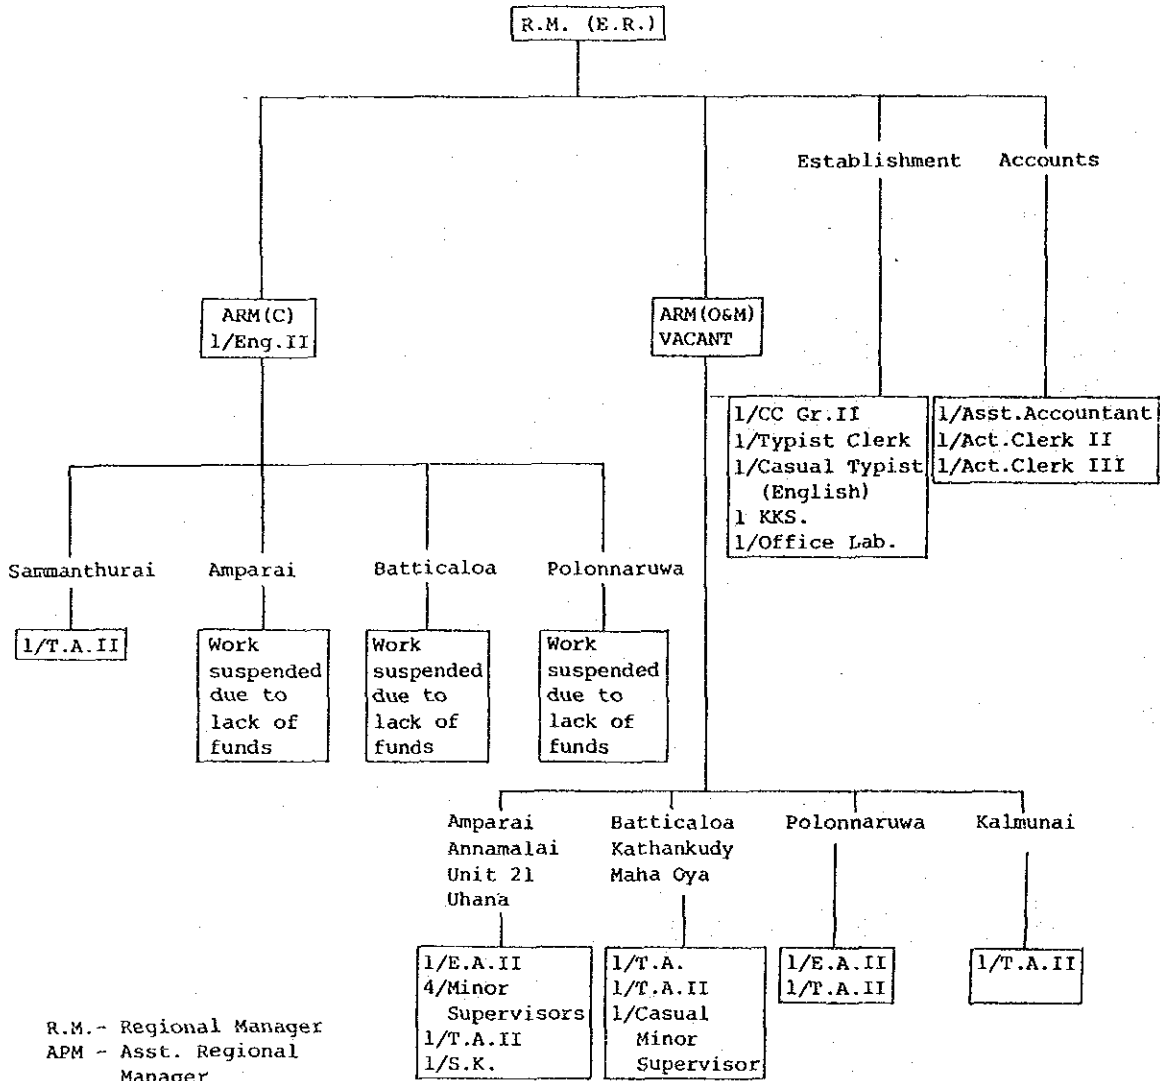 R.M. (E.R.)
Establishment
Accounts
ARM(C)
1/Eng.II
ARM(O&M)
VACANT
1/CC Gr.II
1/Typist Clerk
1/Casual Typist
(English)
1 KKS.
1/Office Lab.
1/Asst.Accountant
1/Act.Clerk II
1/Act.Clerk III
Sammanthurai
Amparai
Batticaloa
Polonnaruwa
1/T.A.II
Work
suspended
due to
lack of
funds
Work
suspended
due to
lack of
funds
Work
suspended
due to
lack of
funds
Amparai
Annamalai
Unit 21
Uhana
Batticaloa
Kathankudy
Maha Oya
Polonnaruwa
Kalmunai
1/E.A.II
4/Minor
Supervisors
1/T.A.II
1/S.K.
1/T.A.
1/T.A.II
1/Casual
Minor
Supervisor
1/E.A.II
1/T.A.II
1/T.A.II
R.M.- Regional Manager
APM - Asst. Regional
Manager